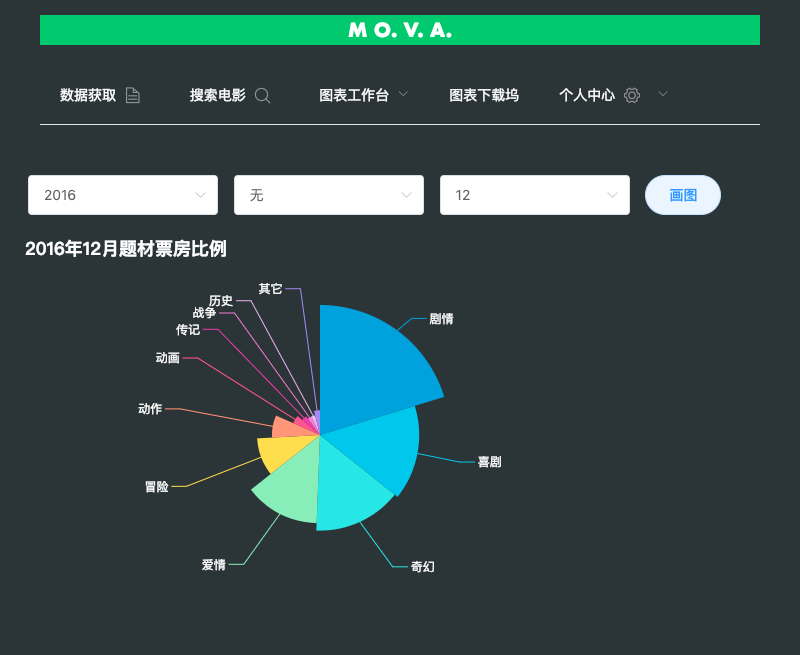 M O. V. A.
数据获取 搜索电影 图表工作台 图表下载坞 个人中心
2016 无 12 画图
2016年12月题材票房比例
其它
历史
战争
剧情
传记
动画
动作
喜剧
冒险
爱情
奇幻